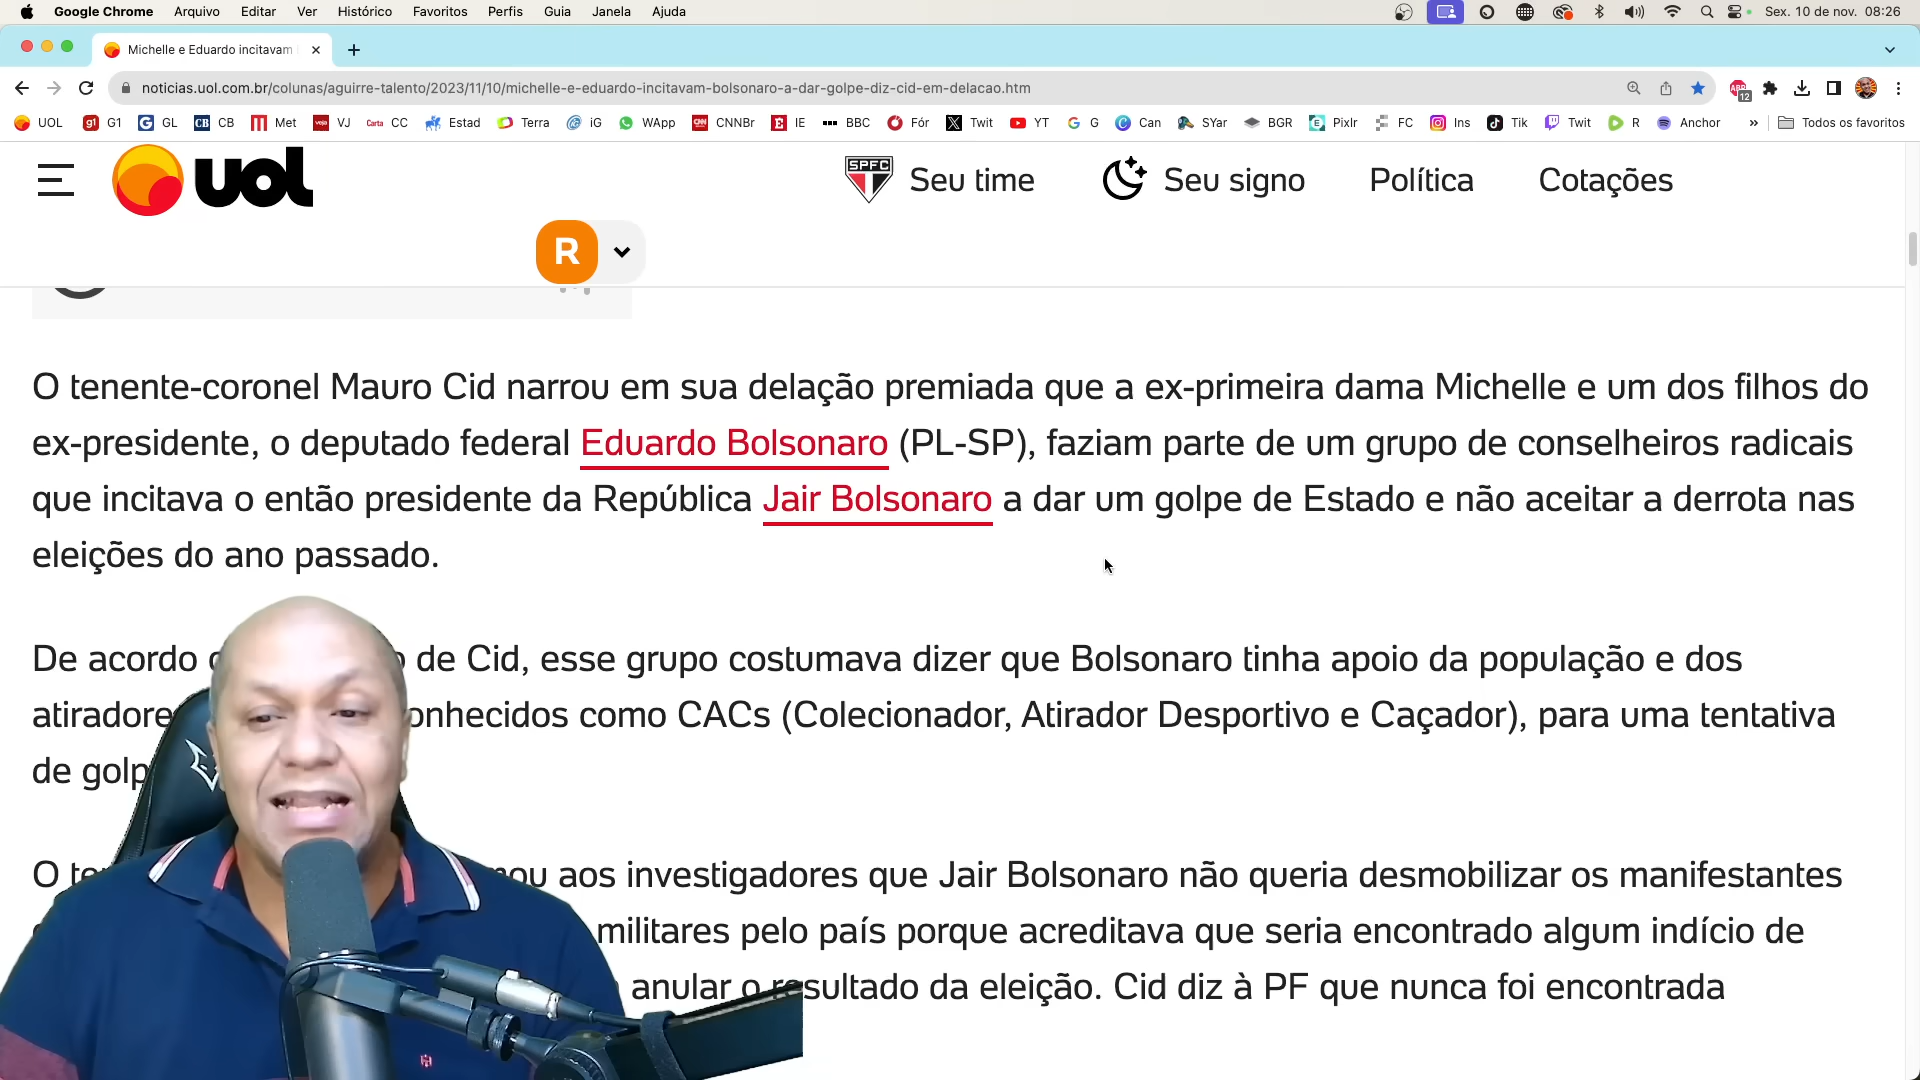 Google Chrome Arquivo Editar Ver Histórico Favoritos Perfis Guia Janela Ajuda Sex. 10 de nov. 08:26
Michelle e Eduardo incitavam
noticias.uol.com.br/colunas/aguirre-talento/2023/11/10/michelle-e-eduardo-incitavam-bolsonaro-a-dar-golpe-diz-cid-em-delacao.htm
12
UOL G1 GL CB Met VJ CC Estad Terra iG WApp CNNBr IE BBC Fór Twit YT G Can SYar BGR Pixlr FC Ins Tik Twit R Anchor » Todos os favoritos
uol SPFC Seu time Seu signo Política Cotações
R
O tenente-coronel Mauro Cid narrou em sua delação premiada que a ex-primeira dama Michelle e um dos filhos do
ex-presidente, o deputado federal Eduardo Bolsonaro (PL-SP), faziam parte de um grupo de conselheiros radicais
que incitava o então presidente da República Jair Bolsonaro a dar um golpe de Estado e não aceitar a derrota nas
eleições do ano passado.
De acordo de Cid, esse grupo costumava dizer que Bolsonaro tinha apoio da população e dos
atiradore onhecidos como CACs (Colecionador, Atirador Desportivo e Caçador), para uma tentativa
de golp
O te mou aos investigadores que Jair Bolsonaro não queria desmobilizar os manifestantes
militares pelo país porque acreditava que seria encontrado algum indício de
anular o resultado da eleição. Cid diz à PF que nunca foi encontrada